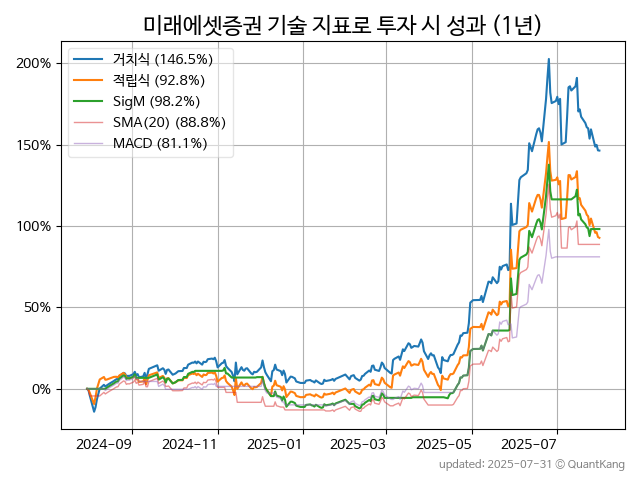 미래에셋증권 기술 지표로 투자 시 성과 (1년)
거치식 (146.5%)
적립식 (92.8%)
SigM (98.2%)
SMA(20) (88.8%)
MACD (81.1%)
200%
150%
100%
50%
0%
2024-09 2024-11 2025-01 2025-03 2025-05 2025-07
updated: 2025-07-31 © QuantKang